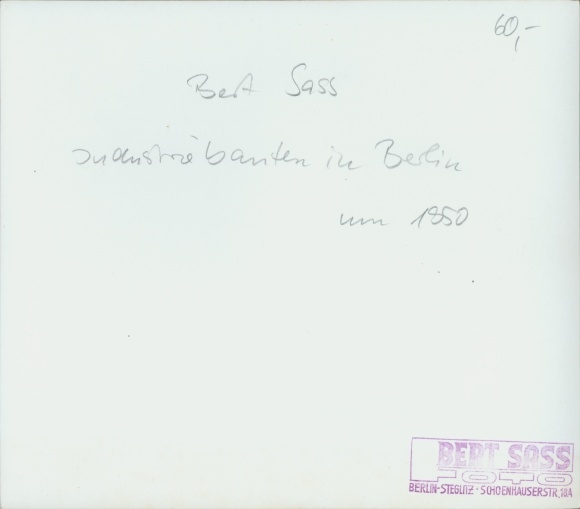 60,-
Bert Sass
Industriebauten in Berlin
um 1950
BERT SASS
FOTO
BERLIN-STEGLITZ · SCHOENHAUSERSTR. 18A